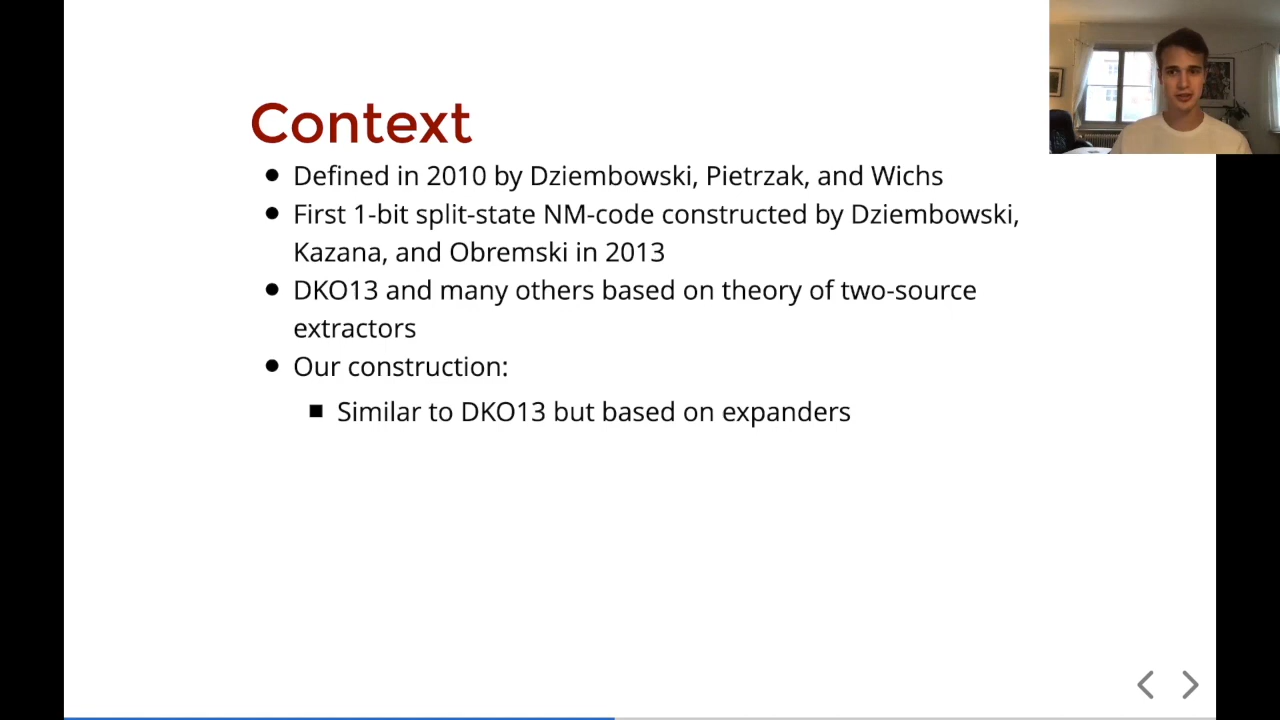 Context
Defined in 2010 by Dziembowski, Pietrzak, and Wichs
First 1-bit split-state NM-code constructed by Dziembowski,
Kazana, and Obremski in 2013
DKO13 and many others based on theory of two-source
extractors
Our construction:
Similar to DKO13 but based on expanders